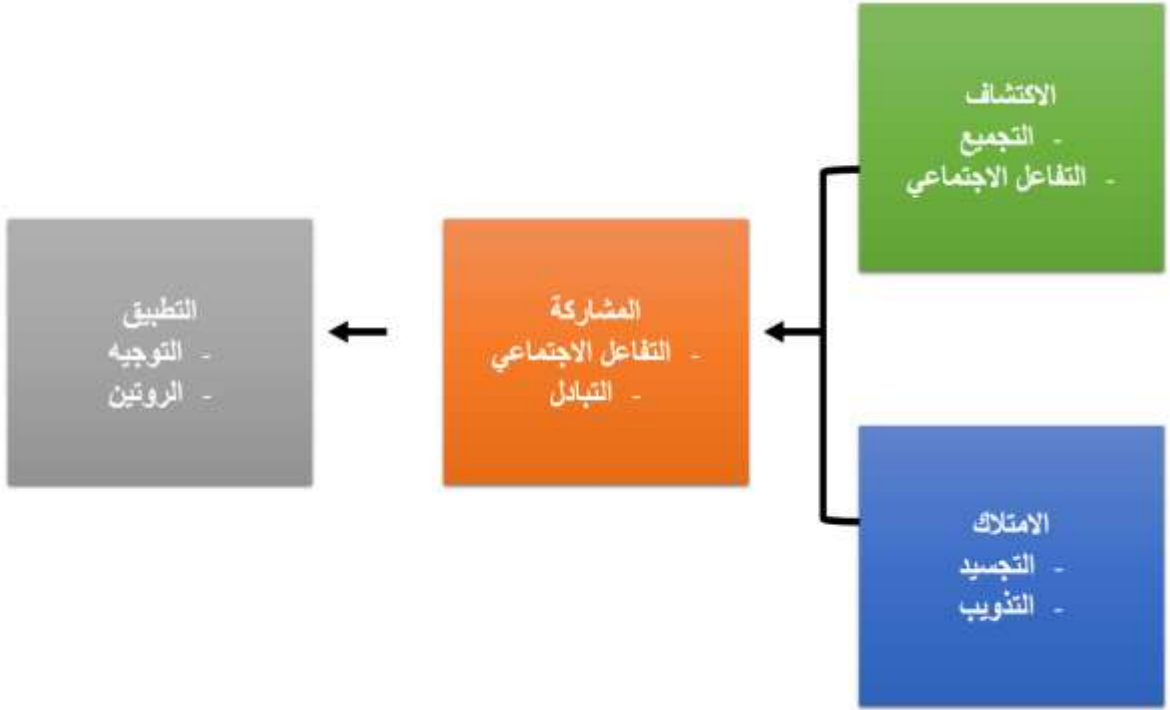 الاكتشاف
- التجميع
- التفاعل الاجتماعي
الامتلاك
- التجسيد
- التذويب
المشاركة
- التفاعل الاجتماعي
- التبادل
التطبيق
- التوجيه
- الروتين